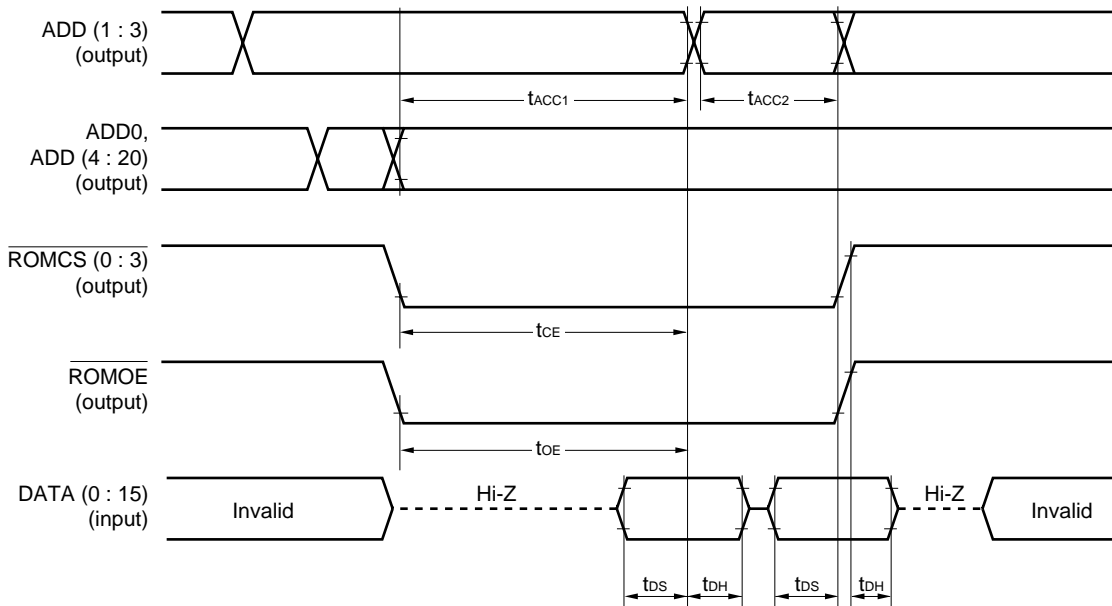 ADD (1 : 3)
(output)
tACC1
tACC2
ADD0,
ADD (4 : 20)
(output)
ROMCS (0 : 3)
(output)
tCE
ROMOE
(output)
tOE
DATA (0 : 15)
(input)
Invalid
Hi-Z
Hi-Z
Invalid
tDS
tDH
tDS
tDH